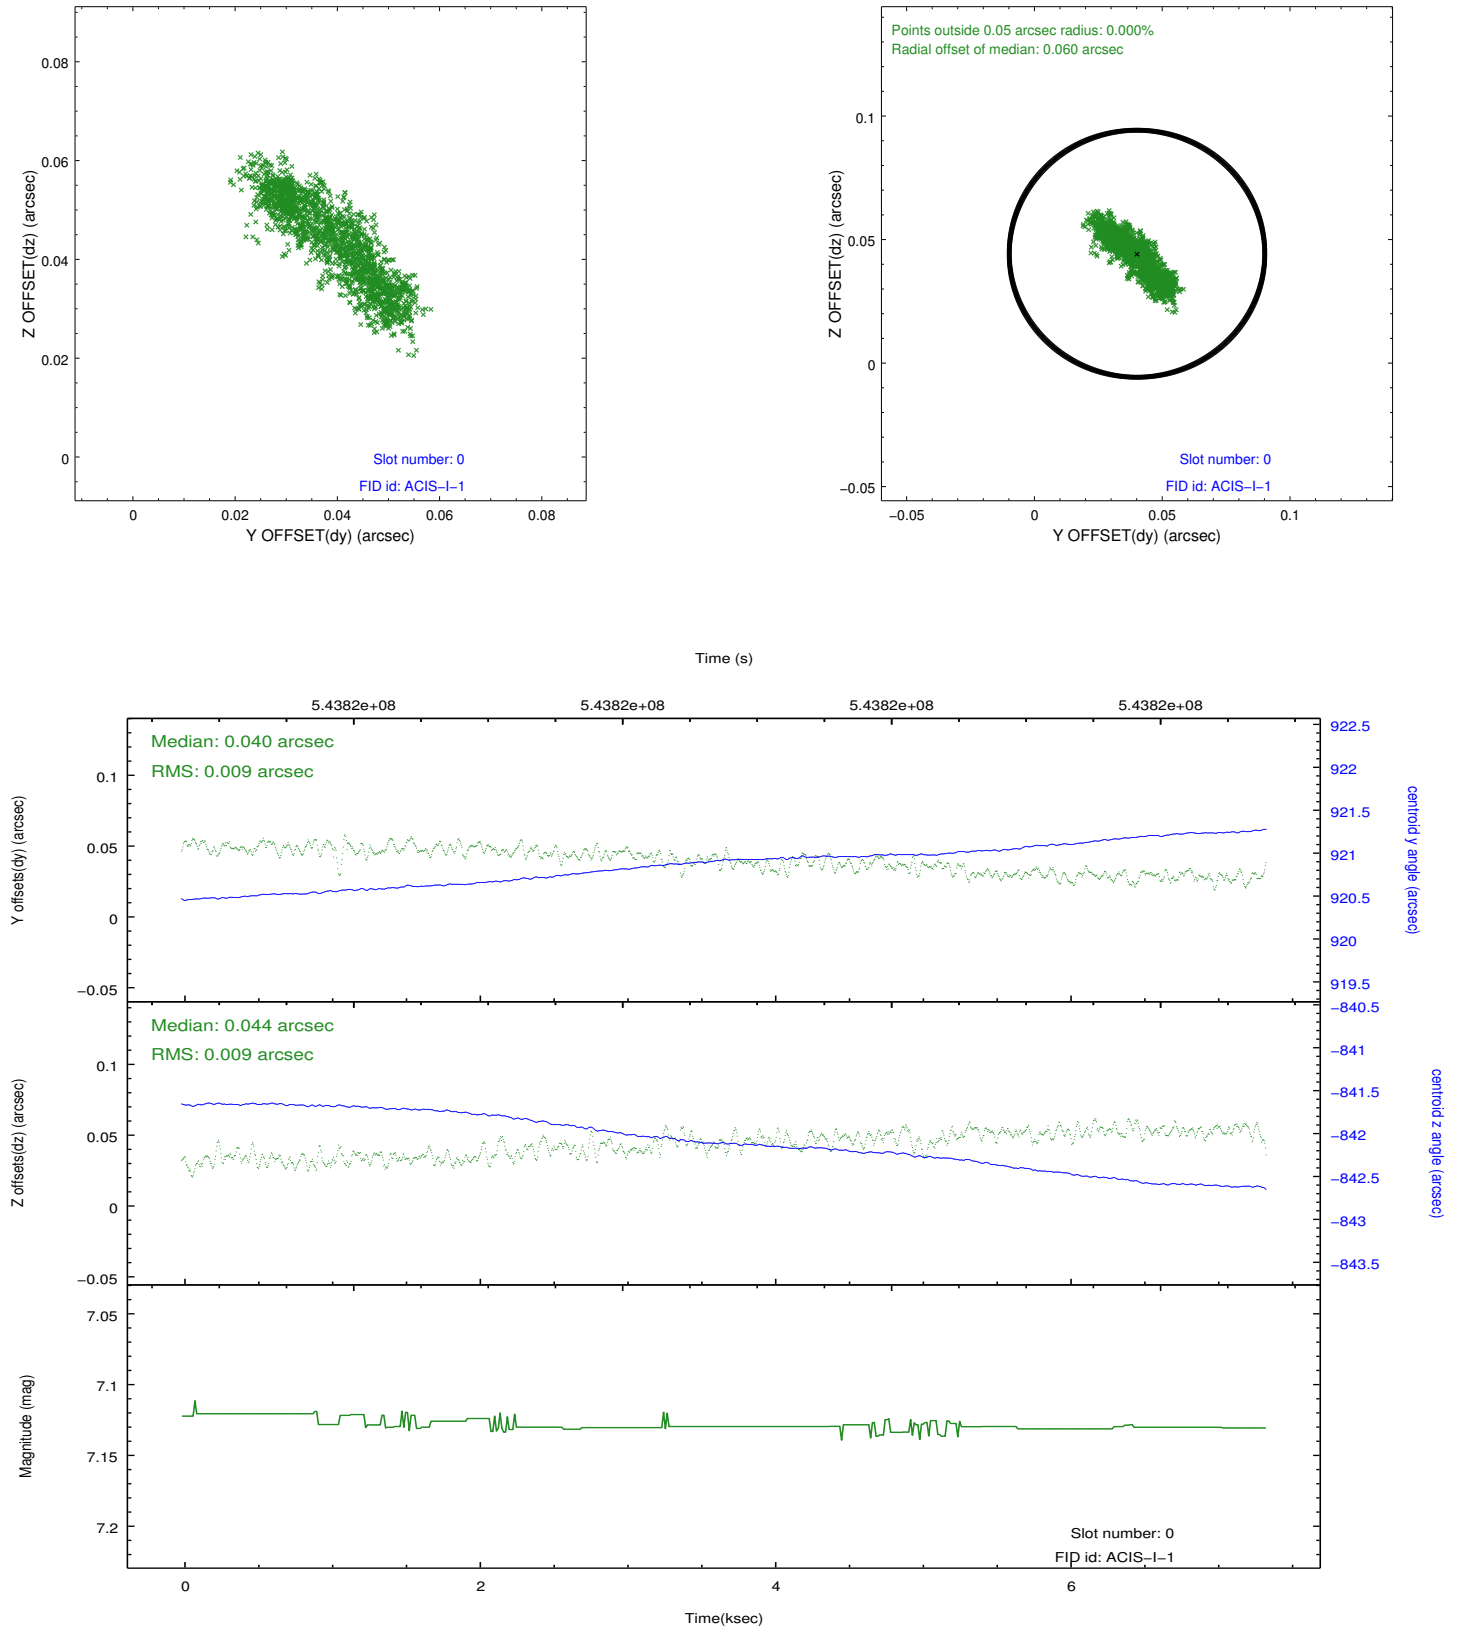 0.08
0.06
0.04
0.02
0
Z OFFSET(dz) (arcsec)
Slot number: 0
FID id: ACIS−I−1
0
0.02
0.04
0.06
0.08
Y OFFSET(dy) (arcsec)
Points outside 0.05 arcsec radius: 0.000%
Radial offset of median: 0.060 arcsec
0.1
0.05
0
−0.05
Z OFFSET(dz) (arcsec)
Slot number: 0
FID id: ACIS−I−1
−0.05
0
0.05
0.1
Y OFFSET(dy) (arcsec)
Time (s)
5.4382e+08
5.4382e+08
5.4382e+08
5.4382e+08
Median: 0.040 arcsec
RMS: 0.009 arcsec
0.1
0.05
0
−0.05
Y offsets(dy) (arcsec)
922.5
922
921.5
921
920.5
920
919.5
centroid y angle (arcsec)
Median: 0.044 arcsec
RMS: 0.009 arcsec
0.1
0.05
0
−0.05
Z offsets(dz) (arcsec)
−840.5
−841
−841.5
−842
−842.5
−843
−843.5
centroid z angle (arcsec)
7.05
7.1
7.15
7.2
Magnitude (mag)
Slot number: 0
FID id: ACIS−I−1
0
2
4
6
Time(ksec)